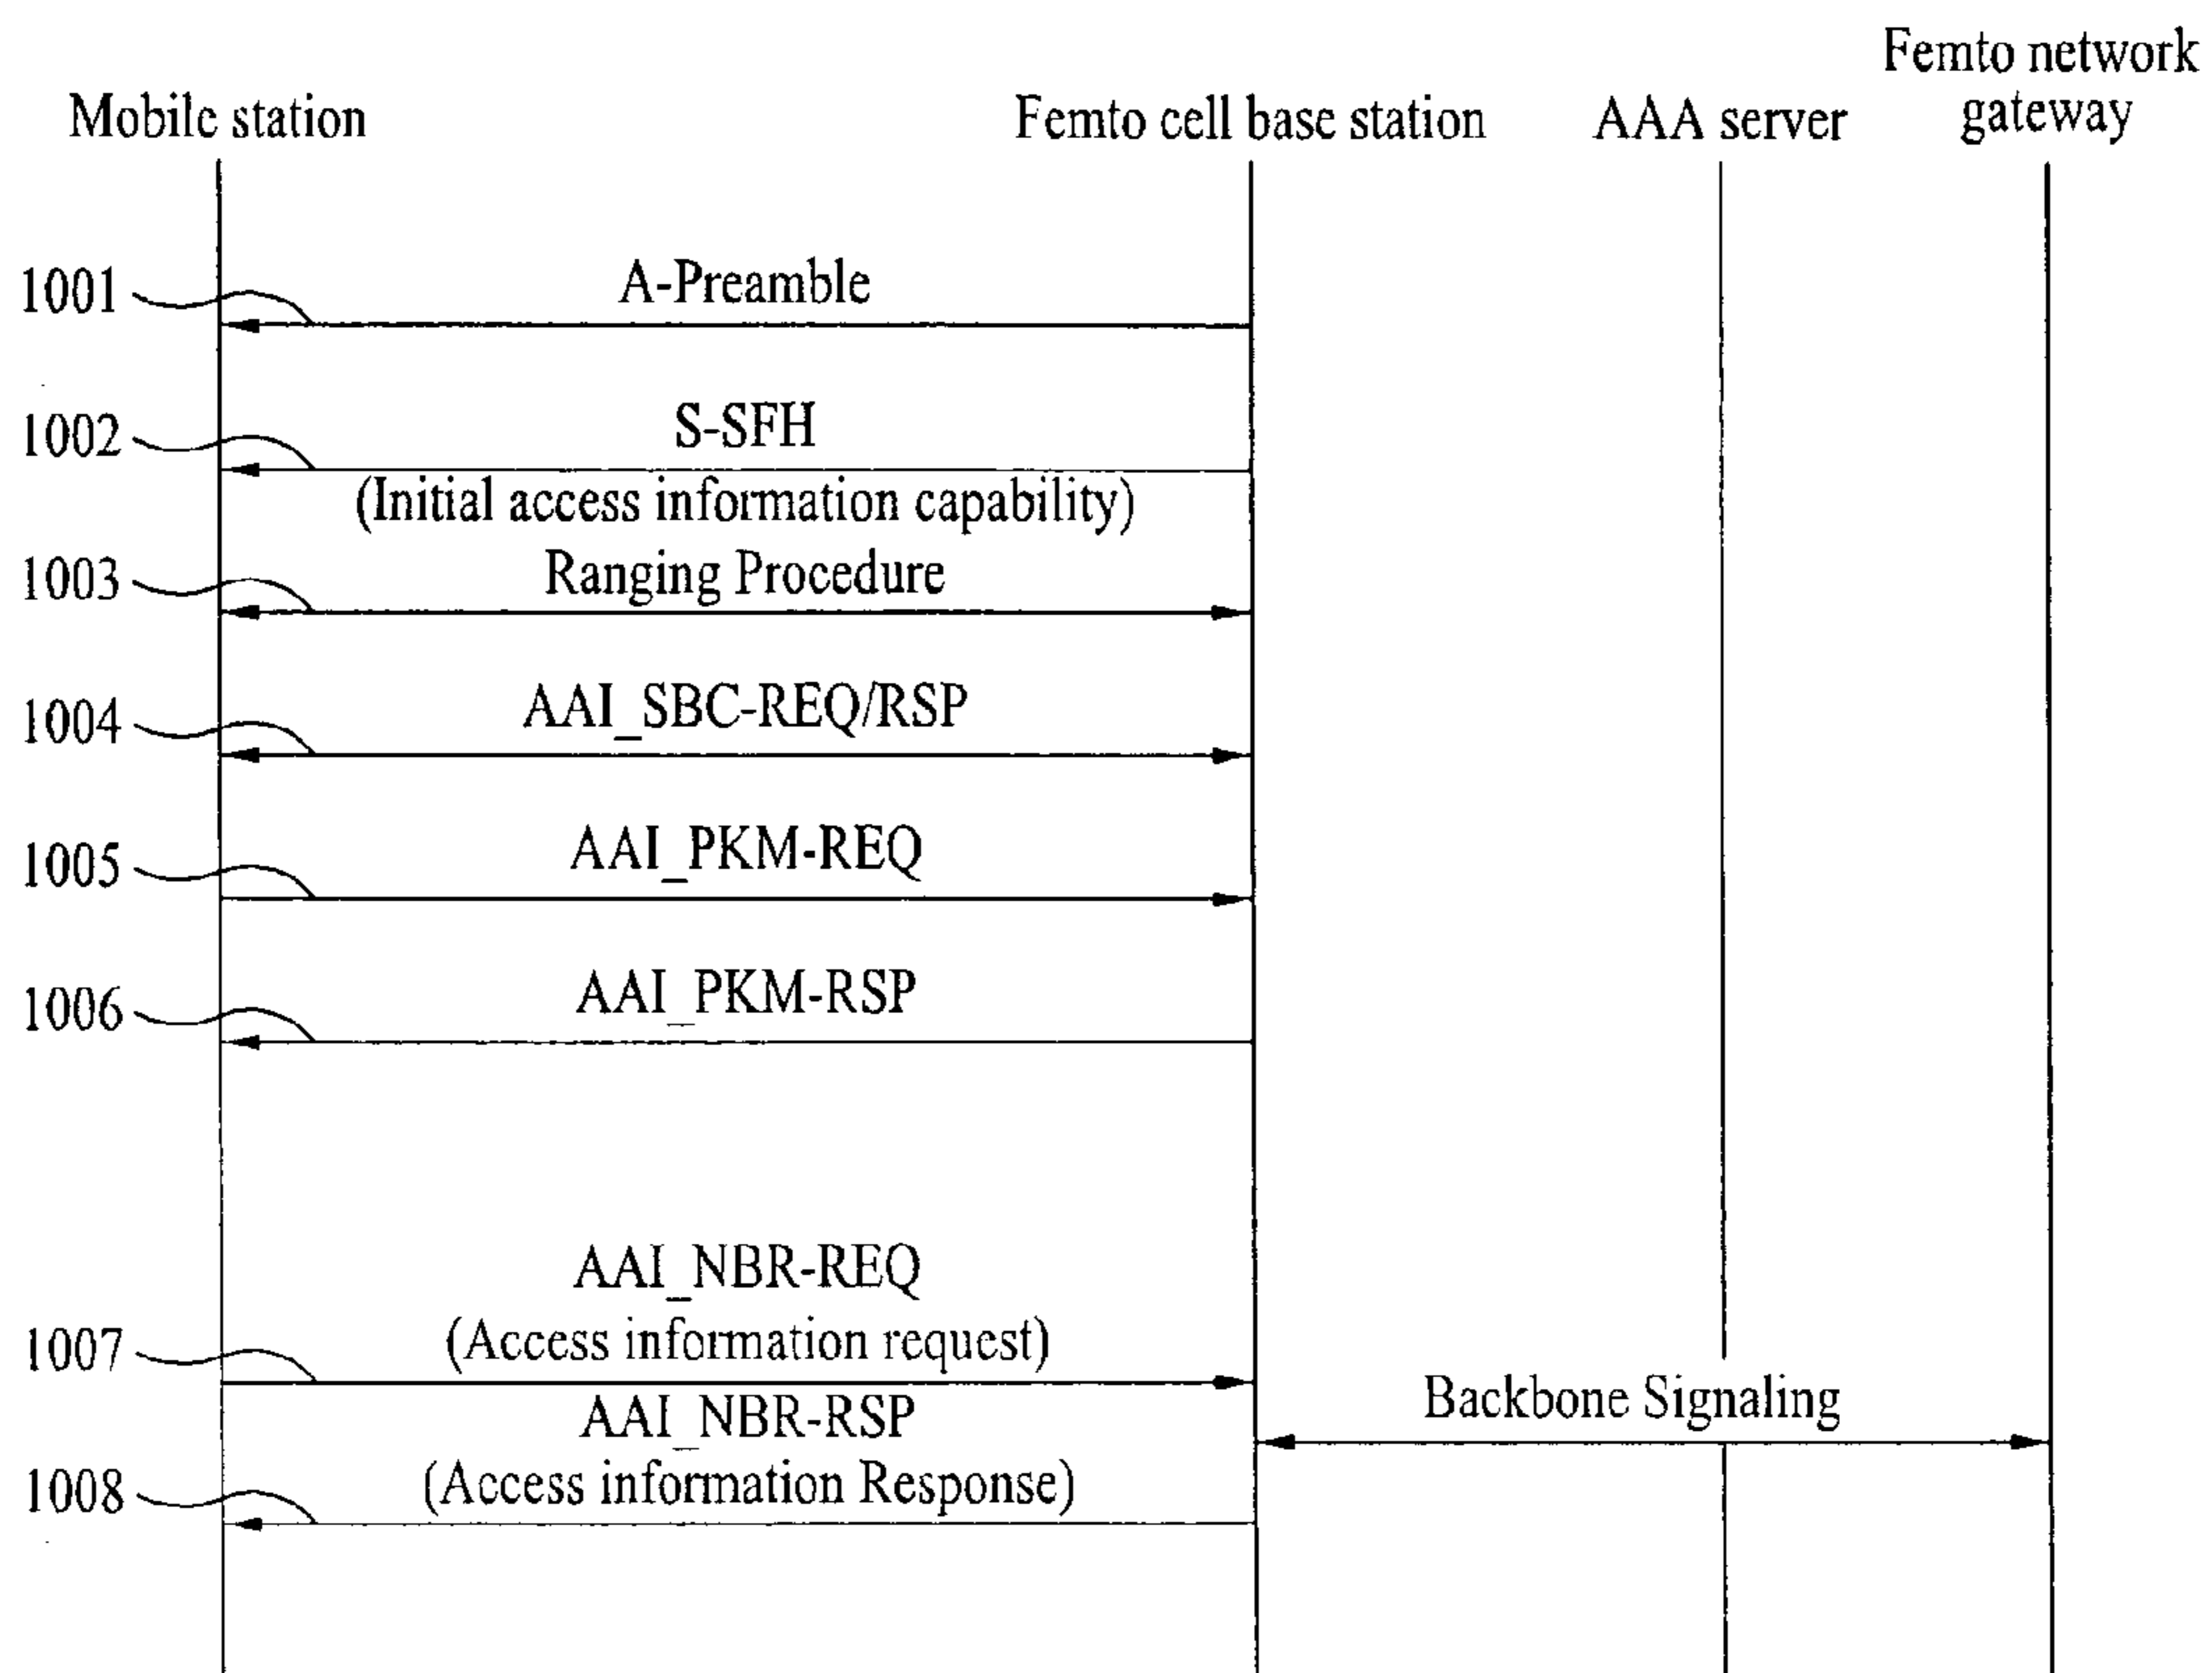 Femto network
gateway
Mobile station
Femto cell base station
AAA server
A-Preamble
1001
S-SFH
1002
(Initial access information capability)
Ranging Procedure
1003
AAI_SBC-REQ/RSP
1004
AAI_PKM-REQ
1005
AAI_PKM-RSP
1006
AAI_NBR-REQ
(Access information request)
1007
Backbone Signaling
AAI_NBR-RSP
(Access information Response)
1008